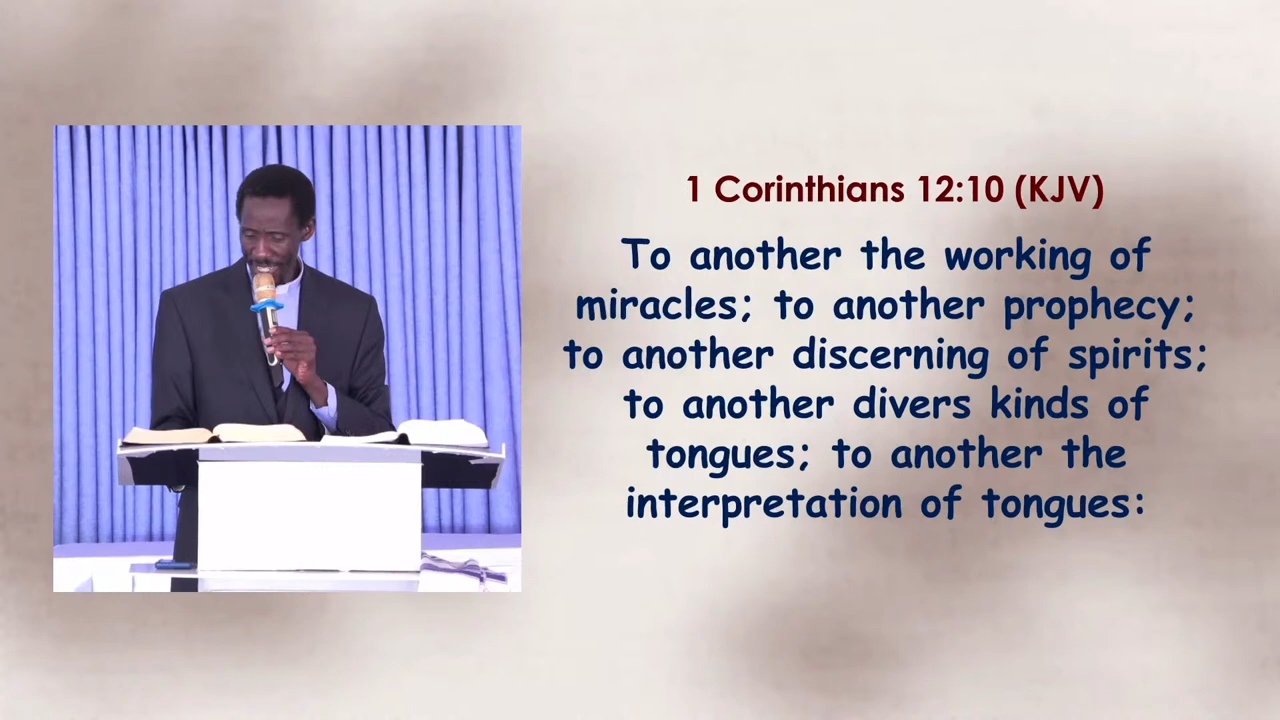 1 Corinthians 12:10 (KJV)
To another the working of
miracles; to another prophecy;
to another discerning of spirits;
to another divers kinds of
tongues; to another the
interpretation of tongues: